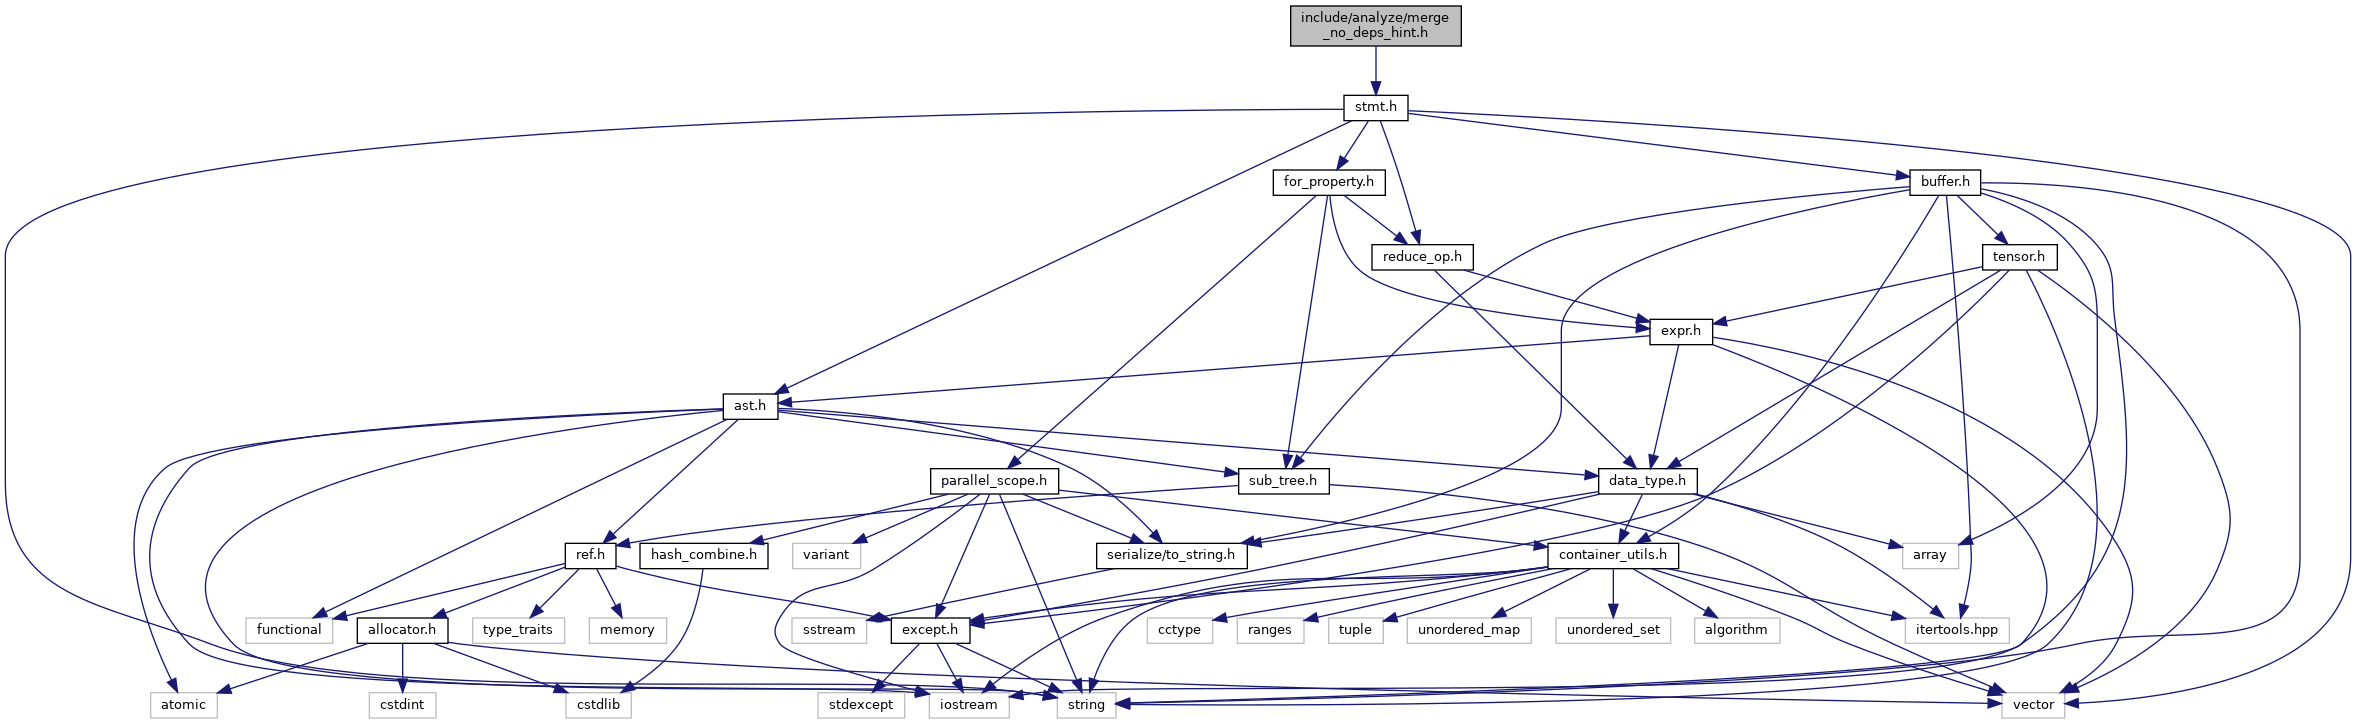 include/analyze/merge
_no_deps_hint.h
stmt.h
for_property.h
buffer.h
reduce_op.h
tensor.h
expr.h
ast.h
parallel_scope.h
sub_tree.h
data_type.h
ref.h
hash_combine.h
variant
serialize/to_string.h
container_utils.h
array
functional
allocator.h
type_traits
memory
sstream
except.h
cctype
ranges
tuple
unordered_map
unordered_set
algorithm
itertools.hpp
atomic
cstdint
cstdlib
stdexcept
iostream
string
vector